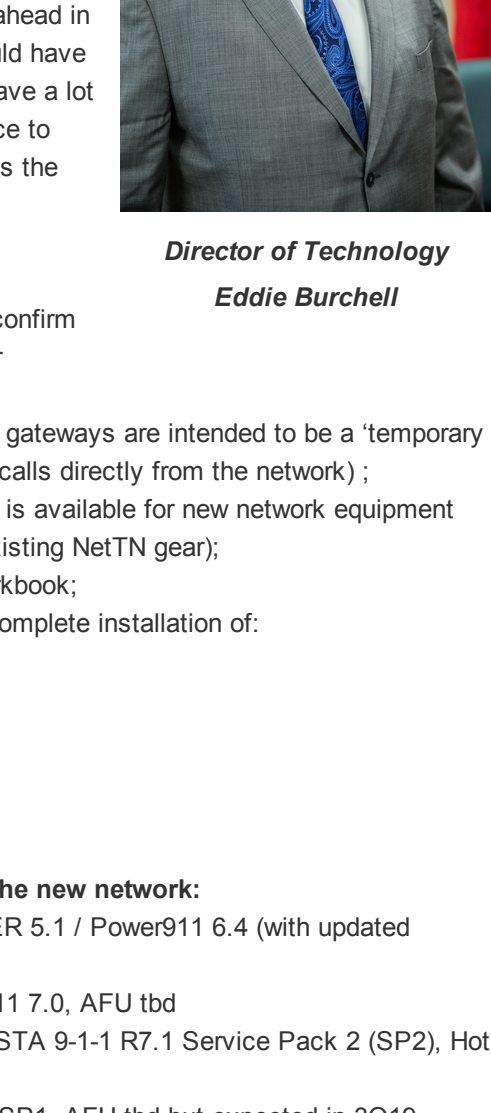 ahead in
have
ave a lot
ce to
s the
Director of Technology
Eddie Burchell
confirm
gateways are intended to be a ‘temporary
calls directly from the network) ;
is available for new network equipment
xisting NetTN gear);
rkbook;
omplete installation of:
he new network:
ER 5.1 / Power911 6.4 (with updated
11 7.0, AFU tbd
STA 9-1-1 R7.1 Service Pack 2 (SP2), Hot